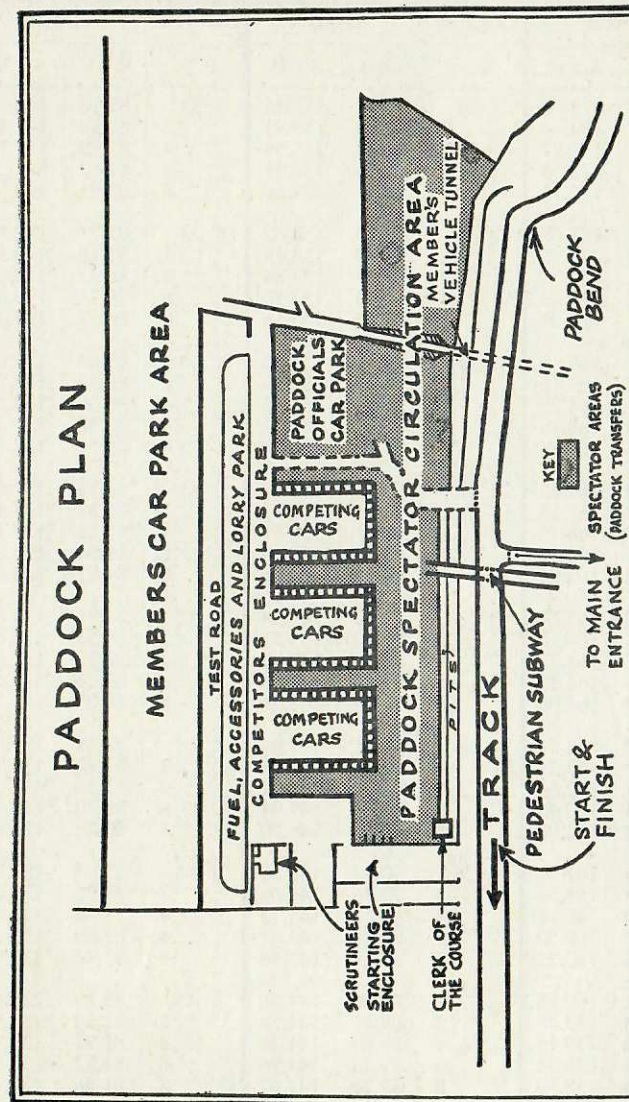 PADDOCK PLAN
MEMBERS CAR PARK AREA
TEST ROAD
FUEL, ACCESSORIES AND LORRY PARK
COMPETITORS ENCLOSURE
COMPETING
CARS
COMPETING
CARS
COMPETING
CARS
PADDOCK
OFFICIALS
CAR PARK
PADDOCK SPECTATOR CIRCULATION AREA
MEMBER'S
VEHICLE TUNNEL
SCRUTINEERS
STARTING
ENCLOSURE
CLERK OF
THE COURSE
PITS
TRACK
PEDESTRIAN SUBWAY
START &
FINISH
TO MAIN
ENTRANCE
KEY
SPECTATOR AREAS
(PADDOCK TRANSFERS)
PADDOCK
BEND